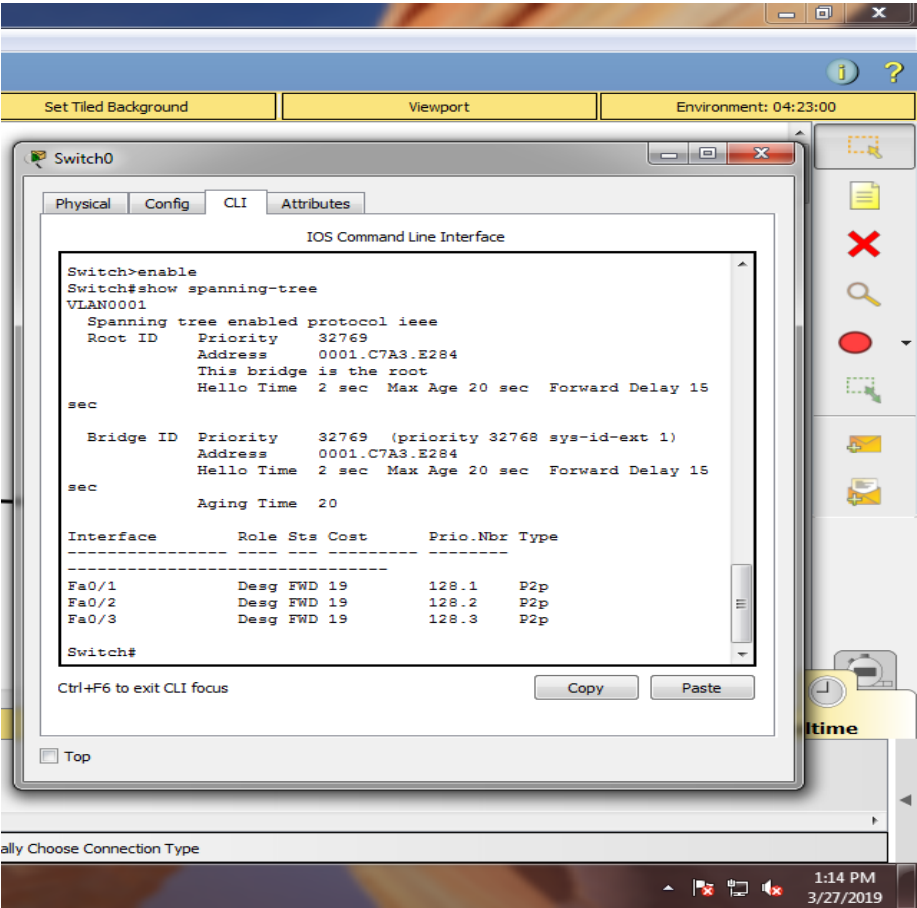 Set Tiled Background
Viewport
Environment: 04:23:00
Switch0
Physical
Config
CLI
Attributes
IOS Command Line Interface
Switch>enable
Switch#show spanning-tree
VLAN0001
  Spanning tree enabled protocol ieee
  Root ID    Priority    32769
             Address     0001.C7A3.E284
             This bridge is the root
             Hello Time  2 sec  Max Age 20 sec  Forward Delay 15
sec
  Bridge ID  Priority    32769  (priority 32768 sys-id-ext 1)
             Address     0001.C7A3.E284
             Hello Time  2 sec  Max Age 20 sec  Forward Delay 15
sec
             Aging Time  20
Interface        Role Sts Cost      Prio.Nbr Type
---------------- ---- --- --------- --------
--------------------------------
Fa0/1            Desg FWD 19        128.1    P2p
Fa0/2            Desg FWD 19        128.2    P2p
Fa0/3            Desg FWD 19        128.3    P2p
Switch#
Ctrl+F6 to exit CLI focus
Copy
Paste
ltime
Top
ally Choose Connection Type
1:14 PM
3/27/2019